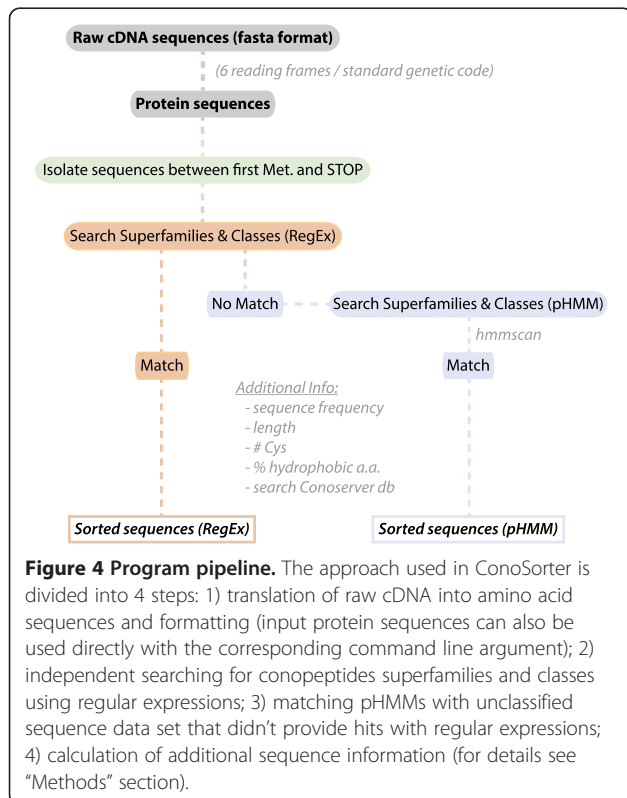 Raw cDNA sequences (fasta format)
(6 reading frames / standard genetic code)
Protein sequences
Isolate sequences between first Met. and STOP
Search Superfamilies & Classes (RegEx)
No Match
Search Superfamilies & Classes (pHMM)
hmmscan
Match
Match
Additional Info:
- sequence frequency
- length
- # Cys
- % hydrophobic a.a.
- search Conoserver db
Sorted sequences (RegEx)
Sorted sequences (pHMM)
Figure 4 Program pipeline. The approach used in ConoSorter is
divided into 4 steps: 1) translation of raw cDNA into amino acid
sequences and formatting (input protein sequences can also be
used directly with the corresponding command line argument); 2)
independent searching for conopeptides superfamilies and classes
using regular expressions; 3) matching pHMMs with unclassified
sequence data set that didn't provide hits with regular expressions;
4) calculation of additional sequence information (for details see
“Methods” section).